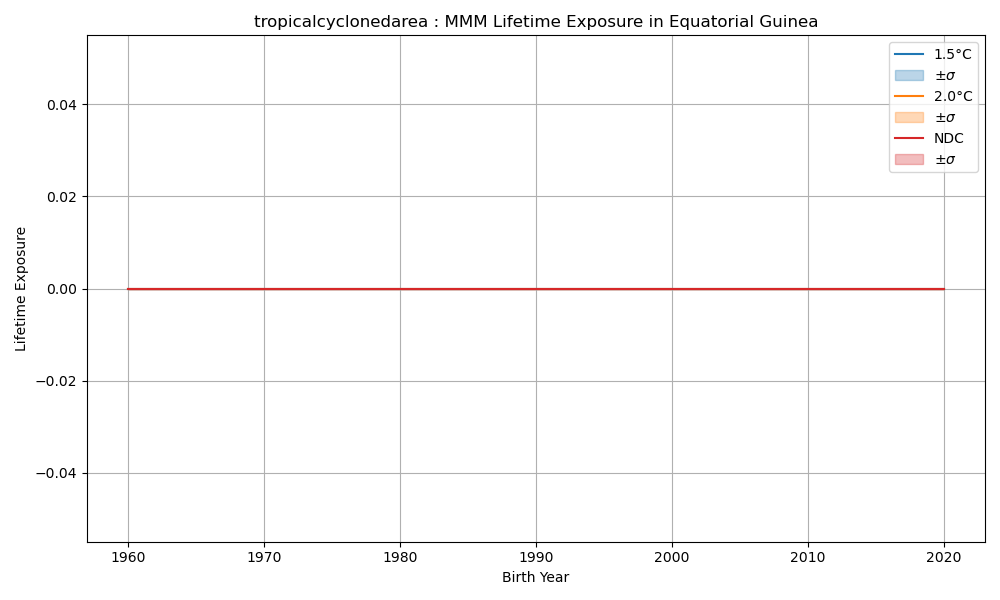 tropicalcyclonedarea : MMM Lifetime Exposure in Equatorial Guinea
1.5°C
±σ
2.0°C
±σ
NDC
±σ
0.04
0.02
0.00
−0.02
−0.04
Lifetime Exposure
1960 1970 1980 1990 2000 2010 2020
Birth Year